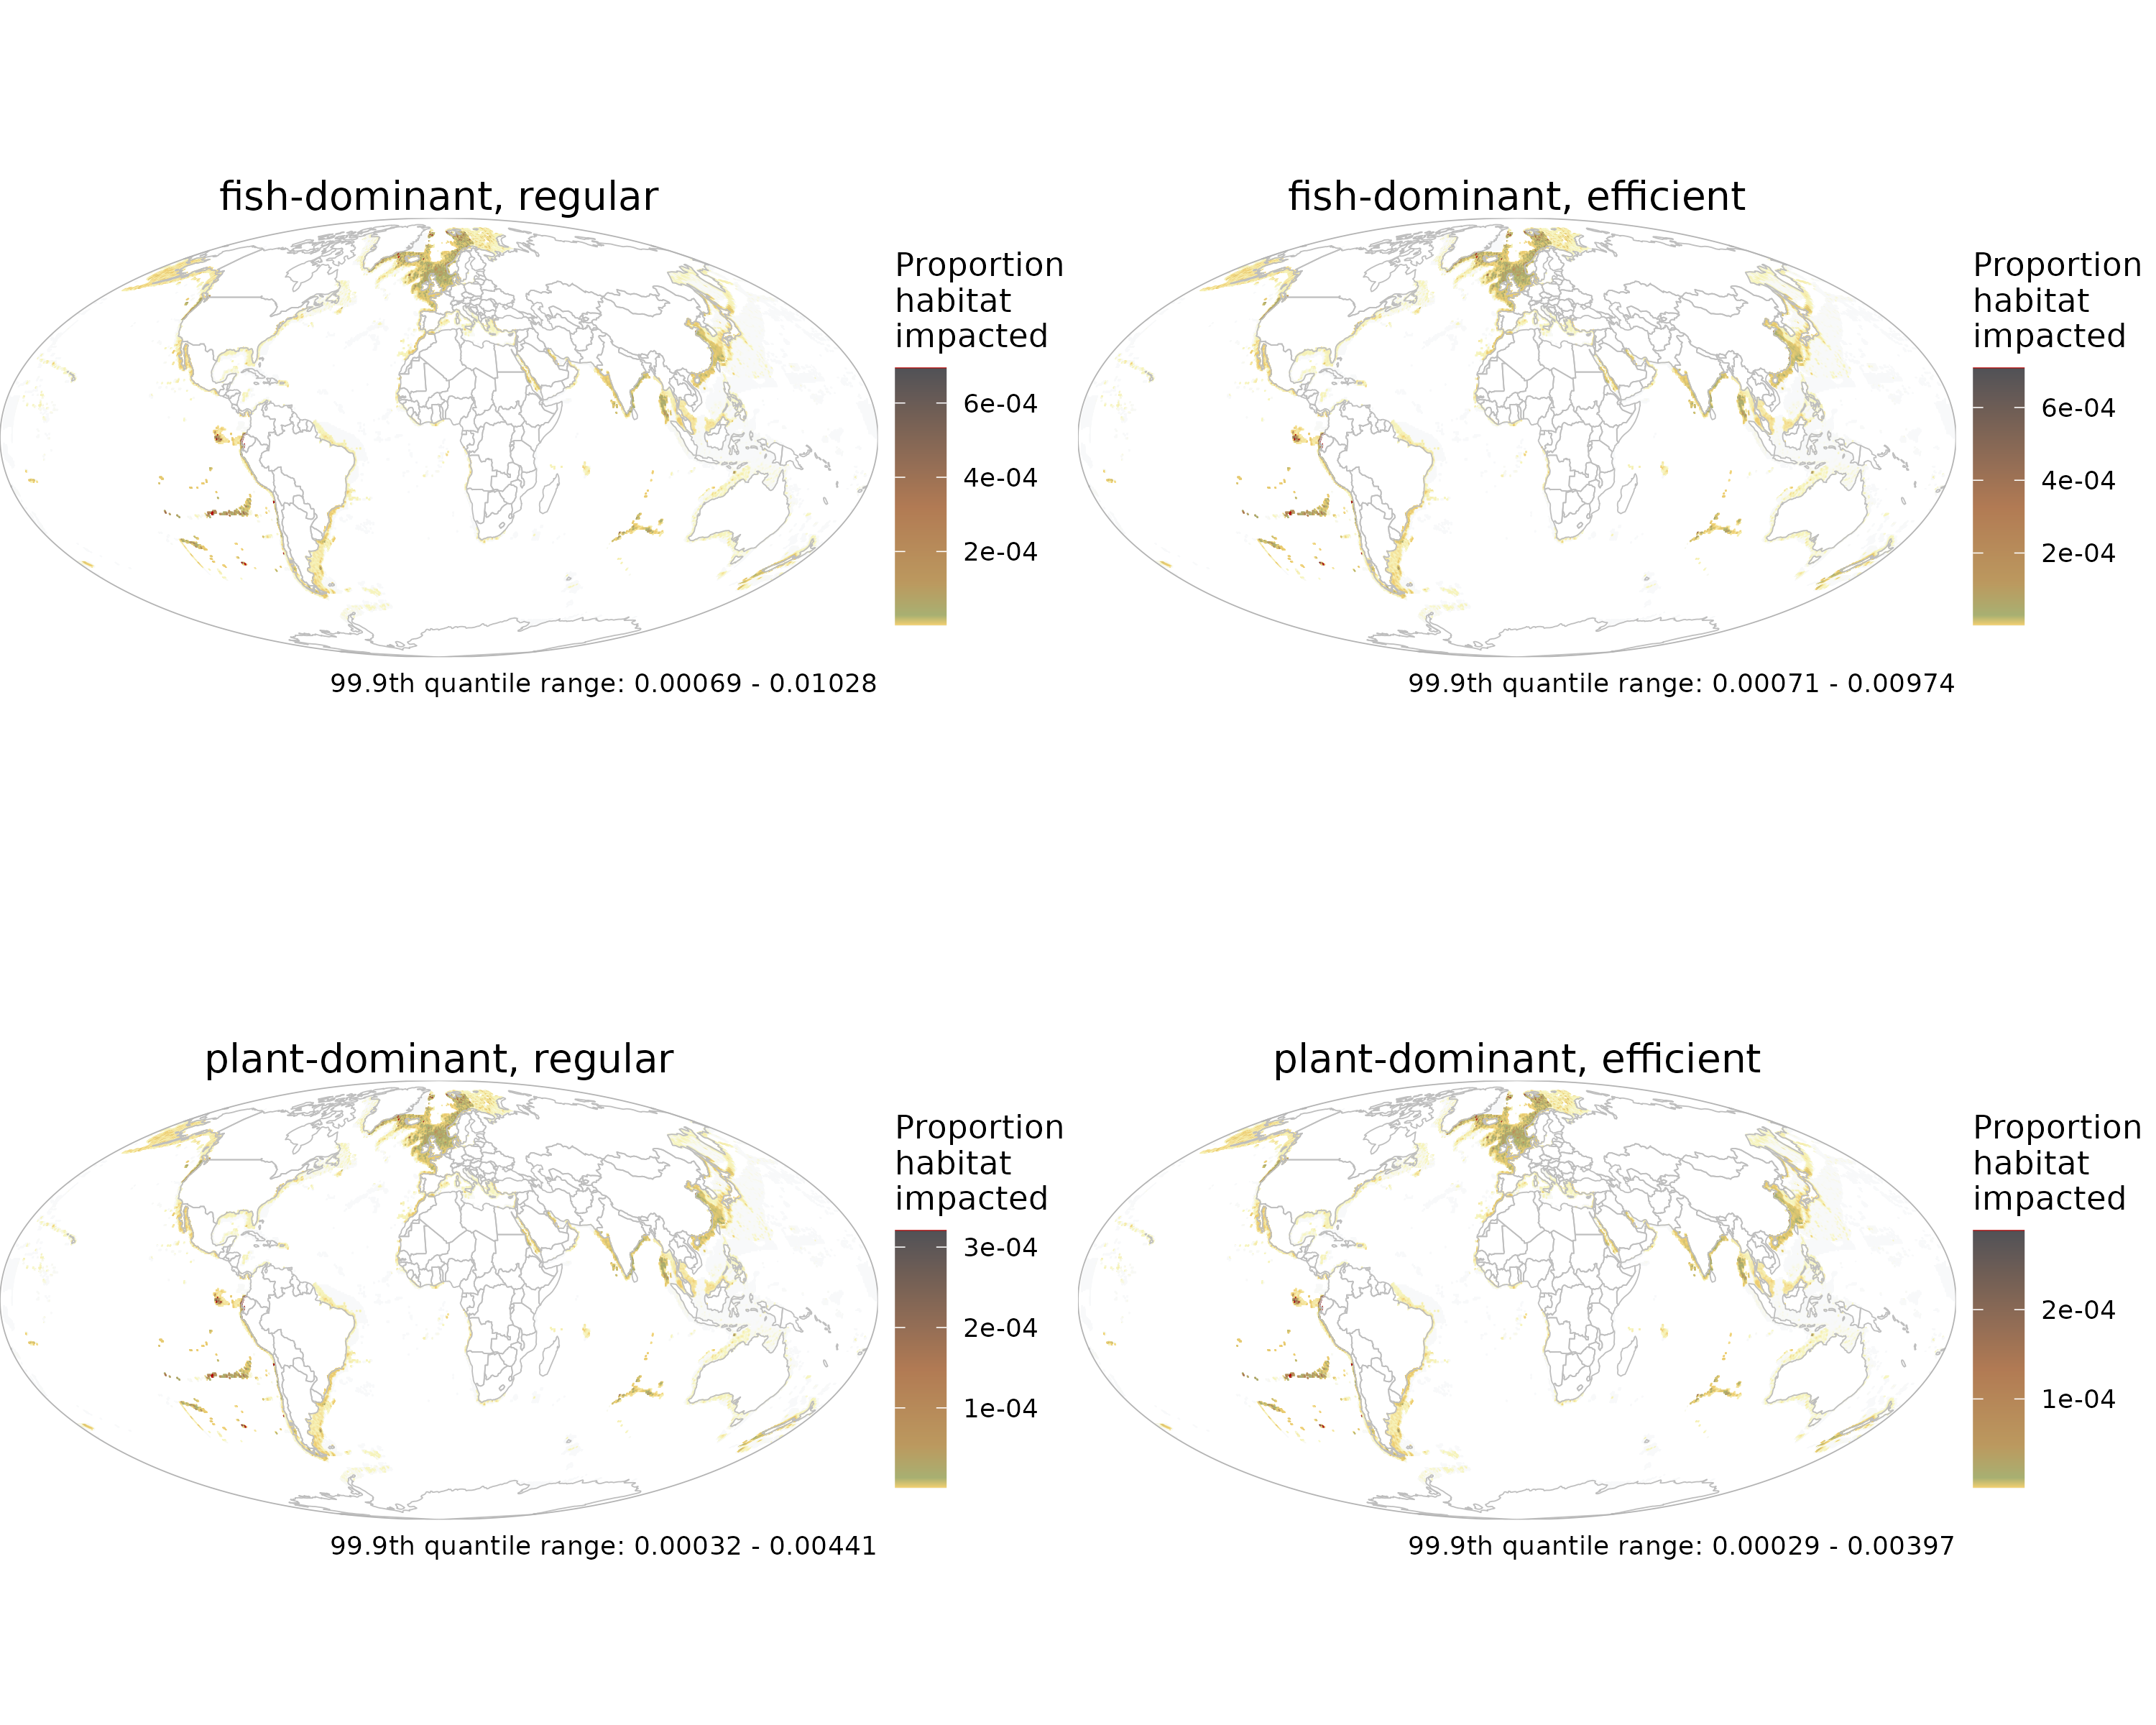 fish-dominant, regular
Proportion
habitat
impacted
6e-04
4e-04
2e-04
99.9th quantile range: 0.00069 - 0.01028
fish-dominant, efficient
Proportion
habitat
impacted
6e-04
4e-04
2e-04
99.9th quantile range: 0.00071 - 0.00974
plant-dominant, regular
Proportion
habitat
impacted
3e-04
2e-04
1e-04
99.9th quantile range: 0.00032 - 0.00441
plant-dominant, efficient
Proportion
habitat
impacted
2e-04
1e-04
99.9th quantile range: 0.00029 - 0.00397